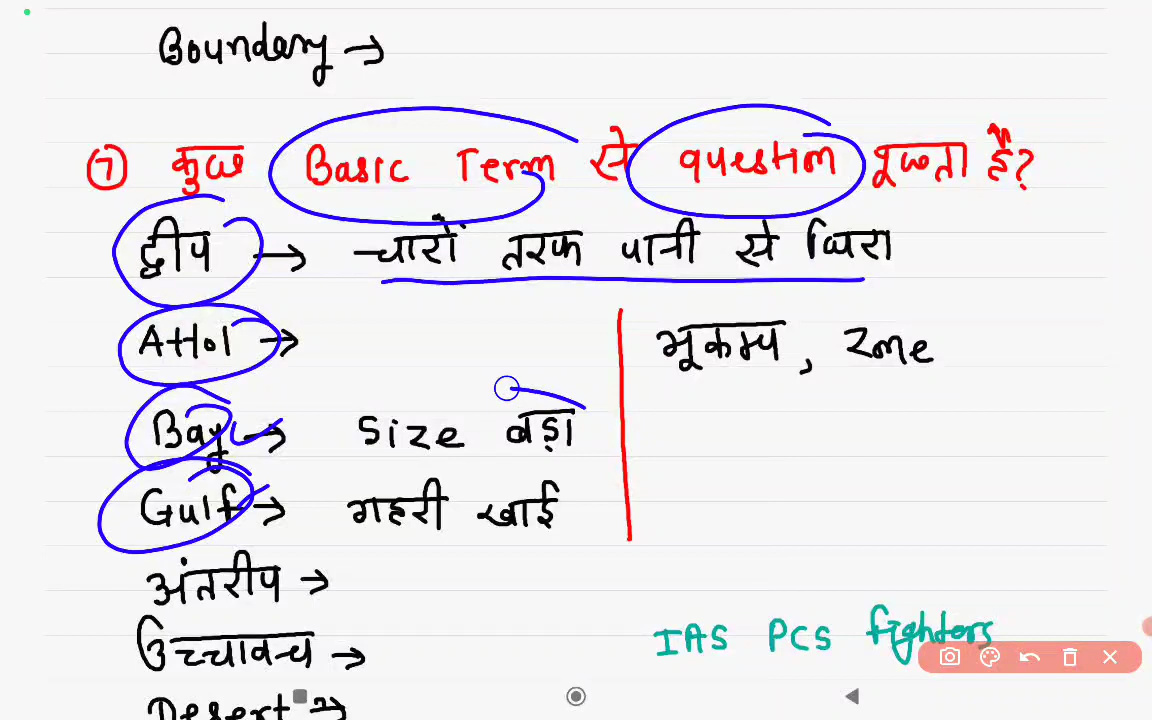 Boundary →
⑦ कुछ Basic Term से question पूछता है?
द्वीप → चारों तरफ पानी से घिरा
Attol →
भूकम्प, Zone
Bay → Size बड़ा
Gulf → गहरी खाई
अंतरीप →
उच्चावच्च →
IAS PCS fighters
Desert →